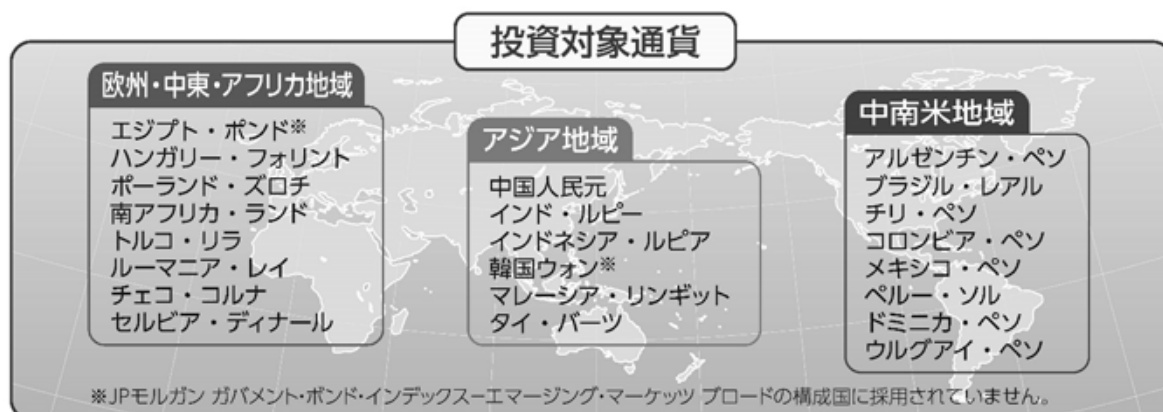 投資対象通貨
欧州・中東・アフリカ地域
エジプト・ポンド※
ハンガリー・フォリント
ポーランド・ズロチ
南アフリカ・ランド
トルコ・リラ
ルーマニア・レイ
チェコ・コルナ
セルビア・ディナール
アジア地域
中国人民元
インド・ルピー
インドネシア・ルピア
韓国ウォン※
マレーシア・リンギット
タイ・バーツ
中南米地域
アルゼンチン・ペソ
ブラジル・レアル
チリ・ペソ
コロンビア・ペソ
メキシコ・ペソ
ペルー・ソル
ドミニカ・ペソ
ウルグアイ・ペソ
※JPモルガン ガバメント・ボンド・インデックス−エマージング・マーケッツ ブロードの構成国に採用されていません。